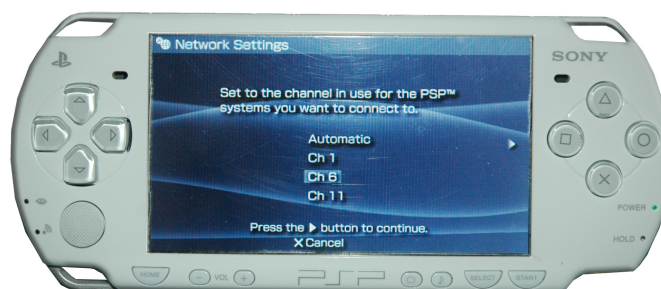 Network Settings
SONY
Set to the channel in use for the PSP™
systems you want to connect to.
Automatic
Ch 1
Ch 6
Ch 11
Press the ▶ button to continue.
✕ Cancel
POWER
HOLD
HOME
− VOL +
PSP
SELECT
START